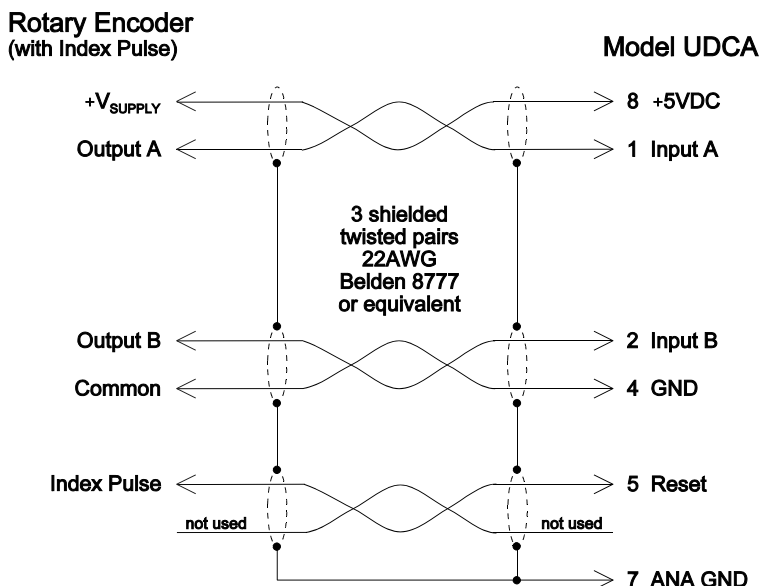 Rotary Encoder
(with Index Pulse)
Model UDCA
+VSUPPLY
8 +5VDC
Output A
1 Input A
3 shielded
twisted pairs
22AWG
Belden 8777
or equivalent
Output B
2 Input B
Common
4 GND
Index Pulse
5 Reset
not used
not used
7 ANA GND